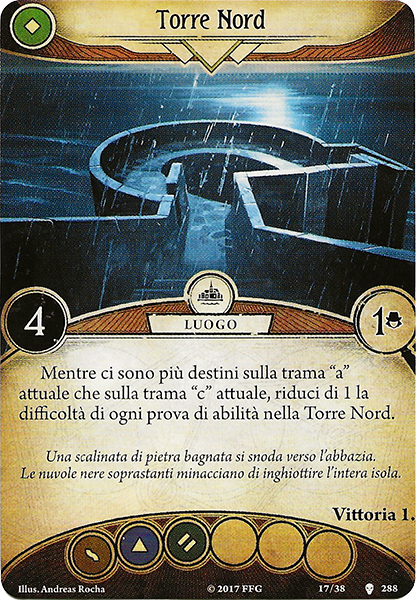 Torre Nord
4
LUOGO
1
Mentre ci sono più destini sulla trama “a”
attuale che sulla trama “c” attuale, riduci di 1 la
difficoltà di ogni prova di abilità nella Torre Nord.
Una scalinata di pietra bagnata si snoda verso l'abbazia.
Le nuvole nere soprastanti minacciano di inghiottire l'intera isola.
Vittoria 1.
Illus. Andreas Rocha © 2017 FFG 17/38 288